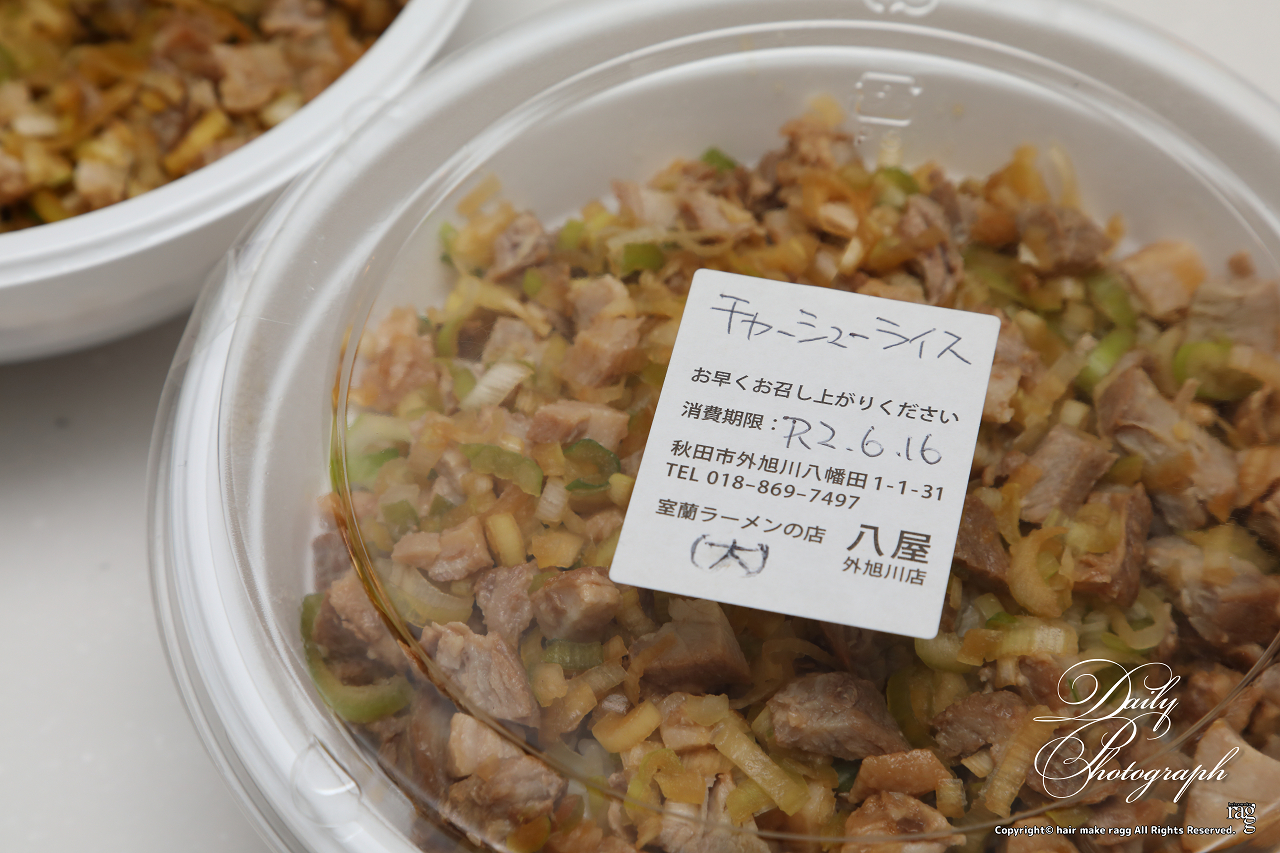 チャーシューライス
お早くお召し上がりください
消費期限：R2.6.16
秋田市外旭川八幡田1-1-31
TEL 018-869-7497
室蘭ラーメンの店 八屋
(大) 外旭川店
Daily
Photograph
ragg
Copyright© hair make ragg All Rights Reserved.